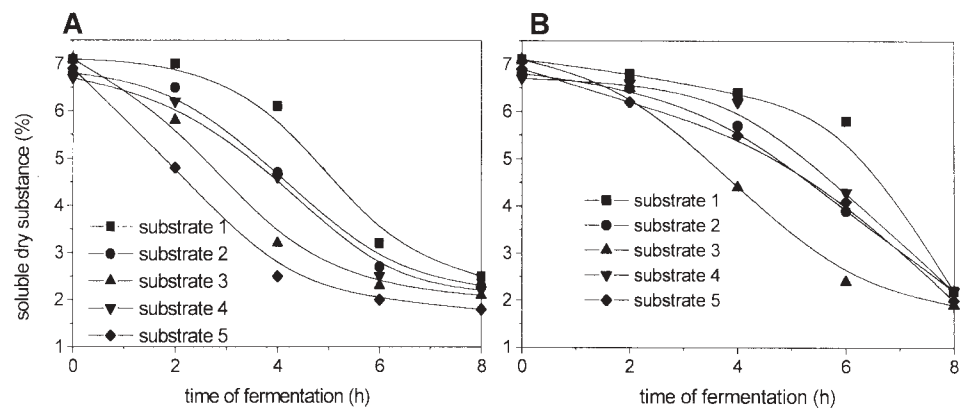 A
B
soluble dry substance (%)
7
6
5
4
3
2
1
substrate 1
substrate 2
substrate 3
substrate 4
substrate 5
0
2
4
6
8
time of fermentation (h)
7
6
5
4
3
2
1
substrate 1
substrate 2
substrate 3
substrate 4
substrate 5
0
2
4
6
8
time of fermentation (h)